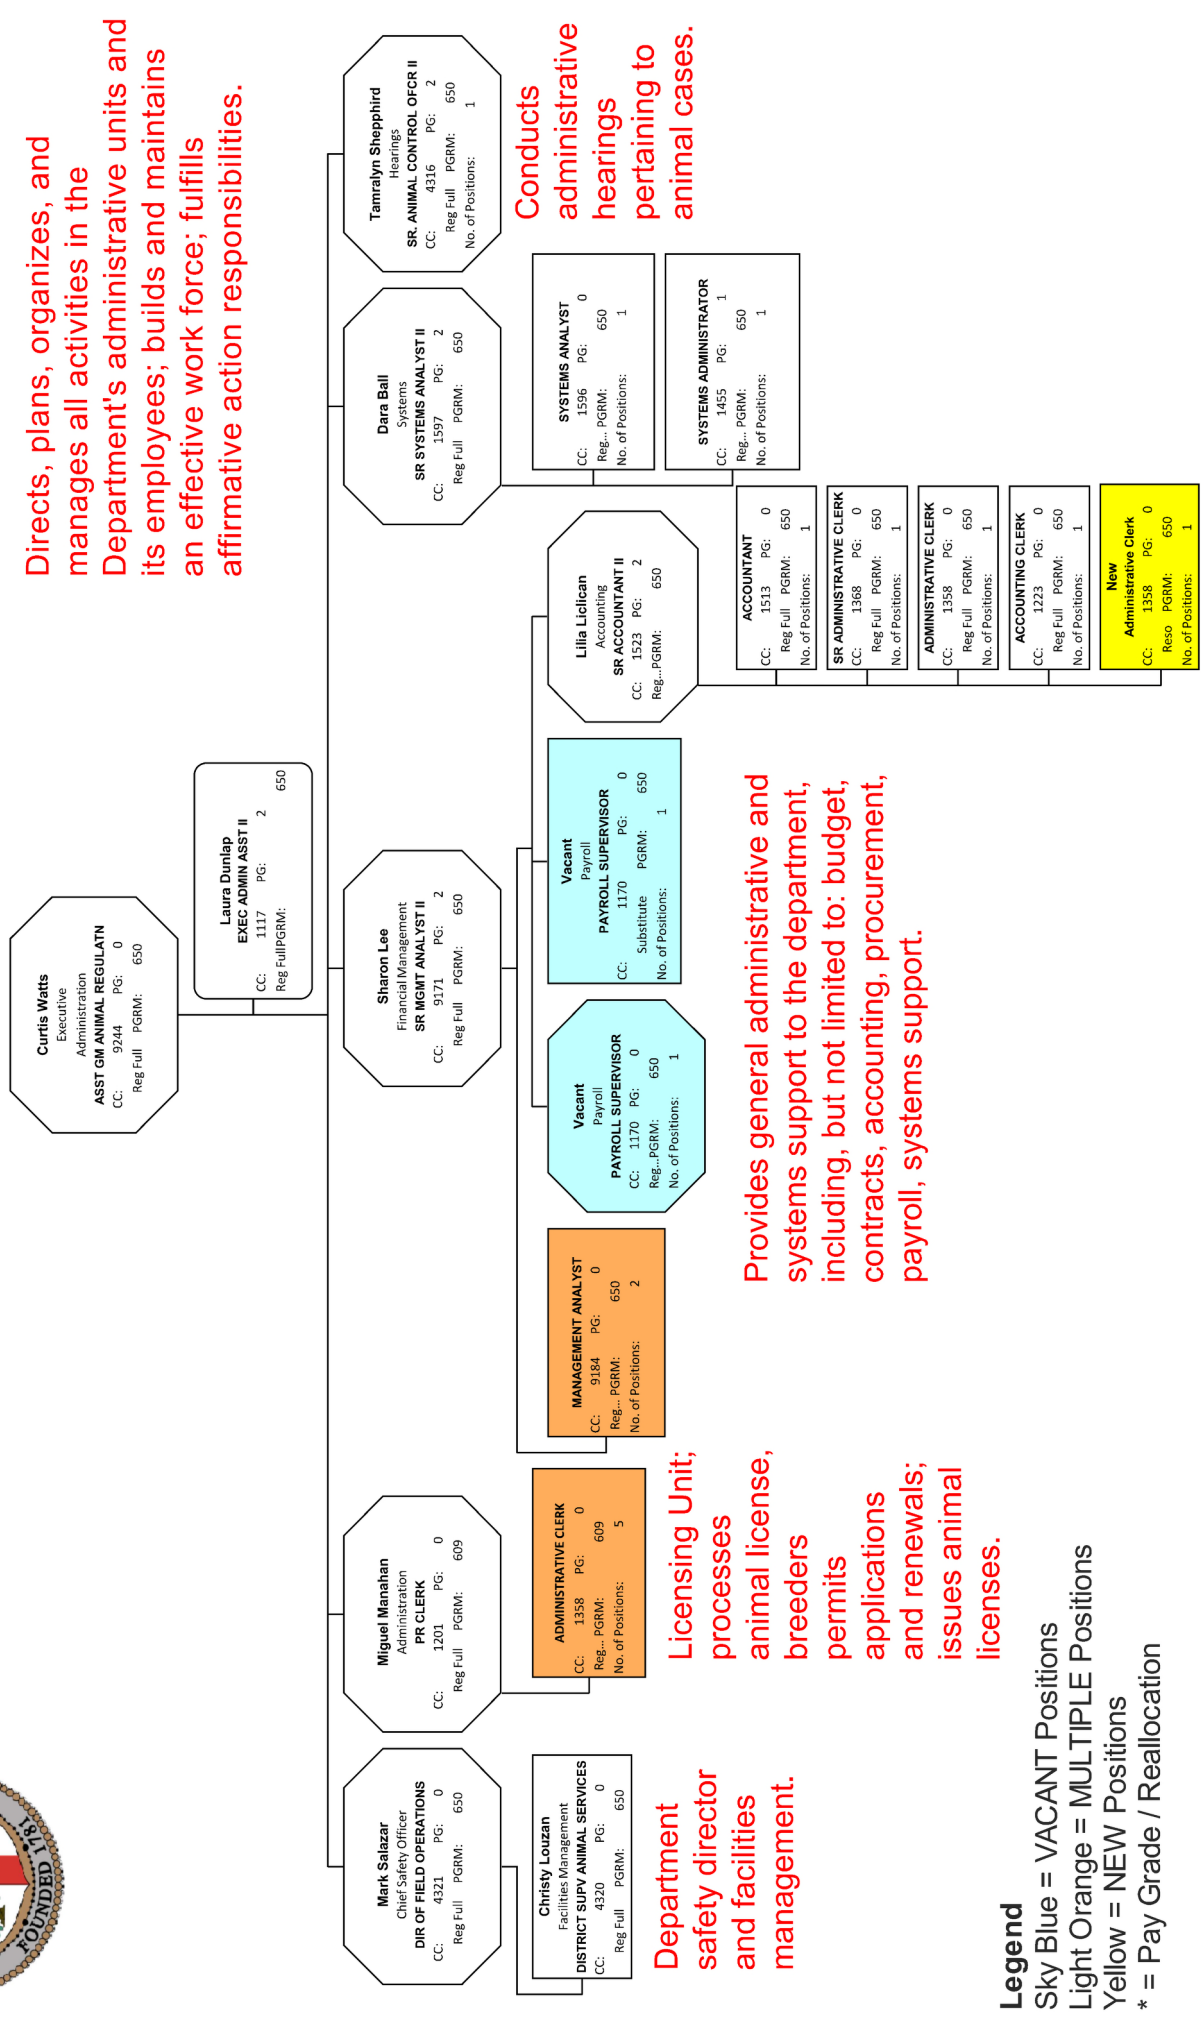 Directs, plans, organizes, and
manages all activities in the
Department's administrative units and
its employees; builds and maintains
an effective work force; fulfills
affirmative action responsibilities.
FOUNDED 1781
Curtis Watts
Executive
Administration
ASST GM ANIMAL REGULATN
CC: 9244 PG: 0
Reg Full PGRM: 650
Laura Dunlap
EXEC ADMIN ASST II
CC: 1117 PG: 2
Reg FullPGRM: 650
Mark Salazar
Chief Safety Officer
DIR OF FIELD OPERATIONS
CC: 4321 PG: 0
Reg Full PGRM: 650
Christy Louzan
Facilities Management
DISTRICT SUPV ANIMAL SERVICES
CC: 4320 PG: 0
Reg Full PGRM: 650
Department
safety director
and facilities
management.
Miguel Manahan
Administration
PR CLERK
CC: 1201 PG: 0
Reg Full PGRM: 609
ADMINISTRATIVE CLERK
CC: 1358 PG: 0
Reg... PGRM: 609
No. of Positions: 5
Licensing Unit;
processes
animal license,
breeders
permits
applications
and renewals;
issues animal
licenses.
Sharon Lee
Financial Management
SR MGMT ANALYST II
CC: 9171 PG: 2
Reg Full PGRM: 650
MANAGEMENT ANALYST
CC: 9184 PG: 0
Reg... PGRM: 650
No. of Positions: 2
Vacant
Payroll
PAYROLL SUPERVISOR
CC: 1170 PG: 0
Reg...PGRM: 650
No. of Positions: 1
Vacant
Payroll
PAYROLL SUPERVISOR
CC: 1170 PG: 0
Substitute PGRM: 650
No. of Positions: 1
Lilia Liclican
Accounting
SR ACCOUNTANT II
CC: 1523 PG: 2
Reg...PGRM: 650
ACCOUNTANT
CC: 1513 PG: 0
Reg Full PGRM: 650
No. of Positions: 1
SR ADMINISTRATIVE CLERK
CC: 1368 PG: 0
Reg Full PGRM: 650
No. of Positions: 1
ADMINISTRATIVE CLERK
CC: 1358 PG: 0
Reg Full PGRM: 650
No. of Positions: 1
ACCOUNTING CLERK
CC: 1223 PG: 0
Reg Full PGRM: 650
No. of Positions: 1
New
Administrative Clerk
CC: 1358 PG: 0
Reso PGRM: 650
No. of Positions: 1
Provides general administrative and
systems support to the department,
including, but not limited to: budget,
contracts, accounting, procurement,
payroll, systems support.
Dara Ball
Systems
SR SYSTEMS ANALYST II
CC: 1597 PG: 2
Reg Full PGRM: 650
SYSTEMS ANALYST
CC: 1596 PG: 0
Reg... PGRM: 650
No. of Positions: 1
SYSTEMS ADMINISTRATOR
CC: 1455 PG: 1
Reg... PGRM: 650
No. of Positions: 1
Tamralyn Shepphird
Hearings
SR. ANIMAL CONTROL OFCR II
CC: 4316 PG: 2
Reg Full PGRM: 650
No. of Positions: 1
Conducts
administrative
hearings
pertaining to
animal cases.
Legend
Sky Blue = VACANT Positions
Light Orange = MULTIPLE Positions
Yellow = NEW Positions
* = Pay Grade / Reallocation